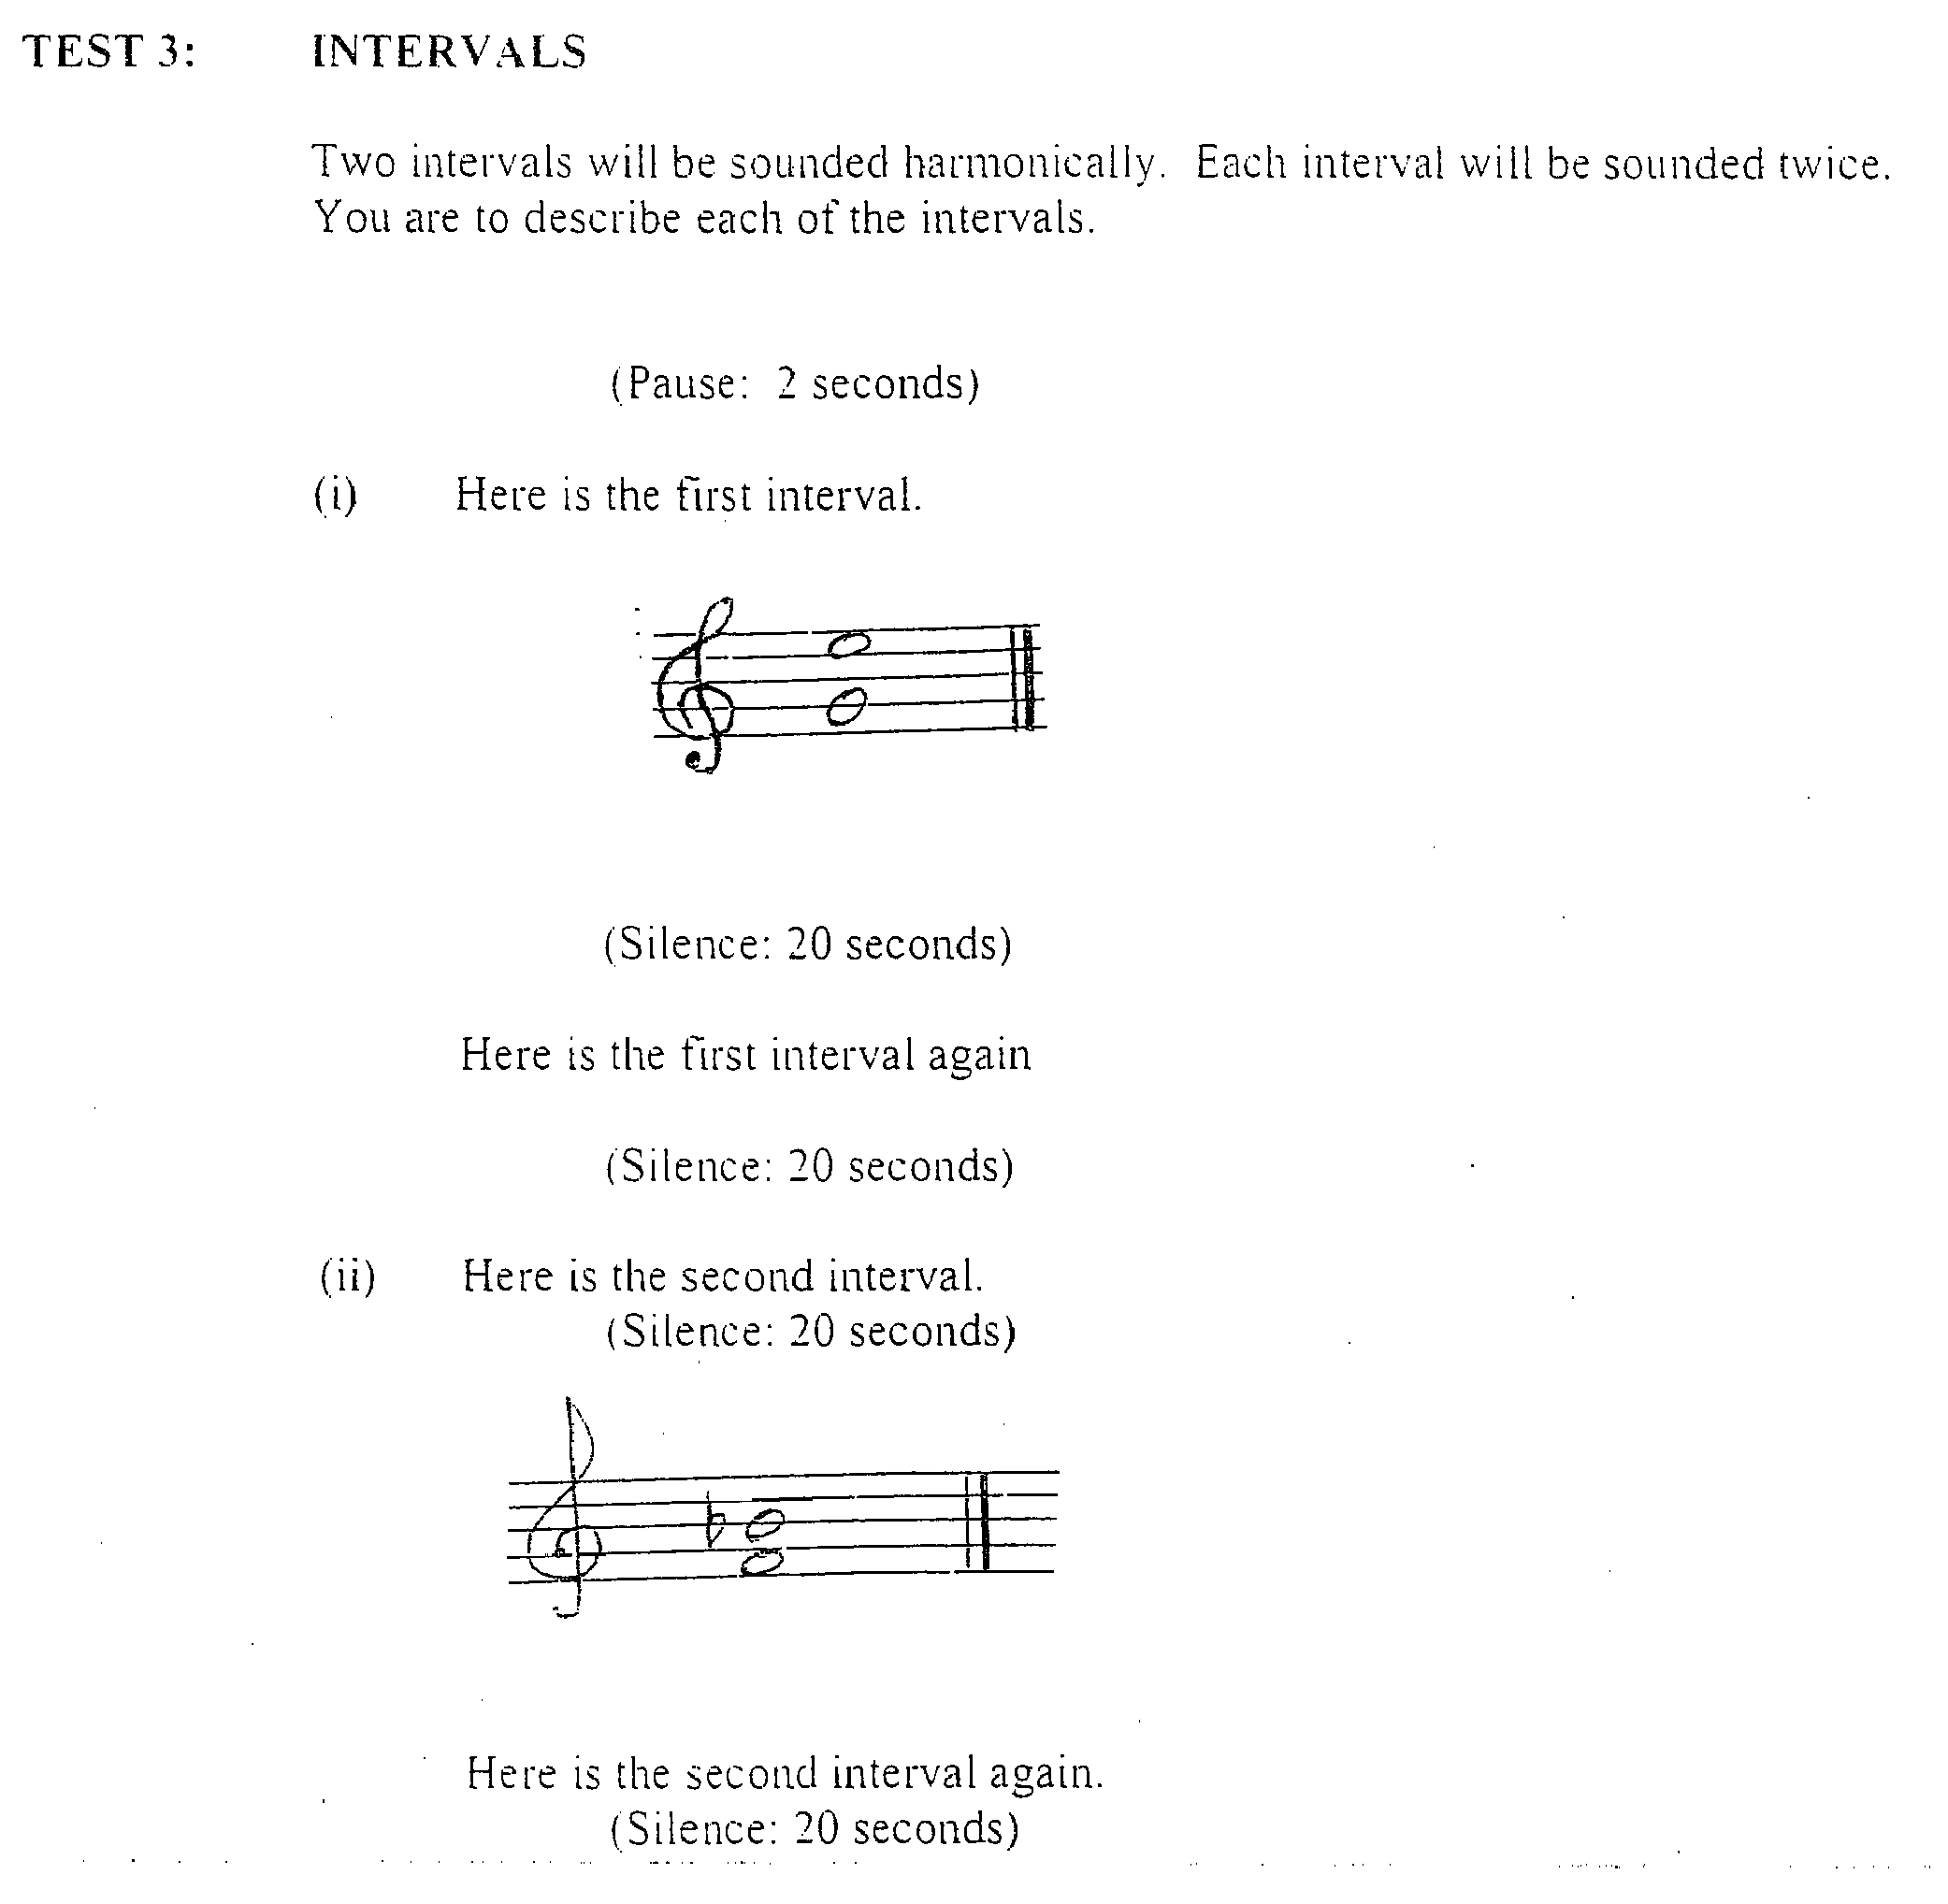 TEST 3: INTERVALS
Two intervals will be sounded harmonically. Each interval will be sounded twice.
You are to describe each of the intervals.
(Pause: 2 seconds)
(i) Here is the first interval.
(Silence: 20 seconds)
Here is the first interval again
(Silence: 20 seconds)
(ii) Here is the second interval.
(Silence: 20 seconds)
Here is the second interval again.
(Silence: 20 seconds)